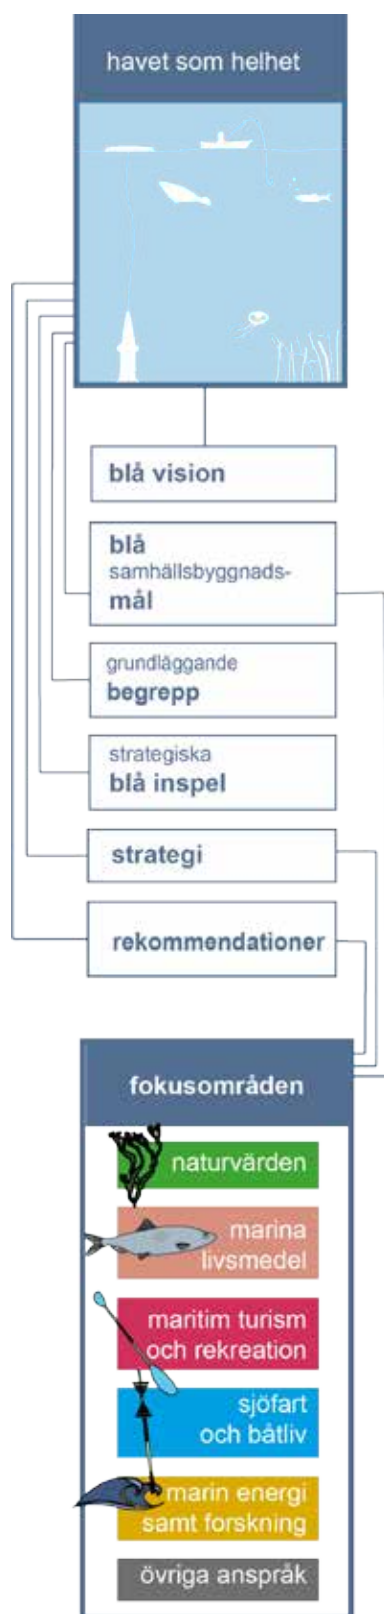 havet som helhet
blå vision
blå
samhällsbyggnads-
mål
grundläggande
begrepp
strategiska
blå inspel
strategi
rekommendationer
fokusområden
naturvärden
marina
livsmedel
maritim turism
och rekreation
sjöfart
och båtliv
marin energi
samt forskning
övriga anspråk